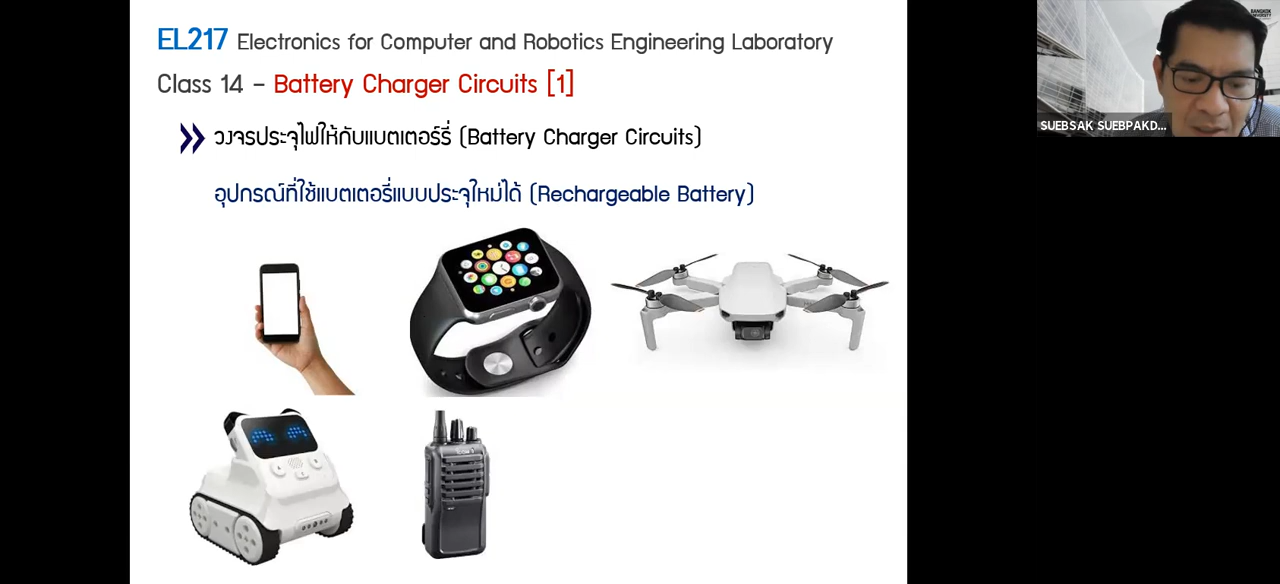 EL217 Electronics for Computer and Robotics Engineering Laboratory
Class 14 – Battery Charger Circuits [1]
วงจรประจุไฟให้กับแบตเตอร์รี่ (Battery Charger Circuits)
อุปกรณ์ที่ใช้แบตเตอรี่แบบประจุใหม่ได้ (Rechargeable Battery)
BANGKOK
UNIVERSITY
SUEBSAK SUEBPAKD...